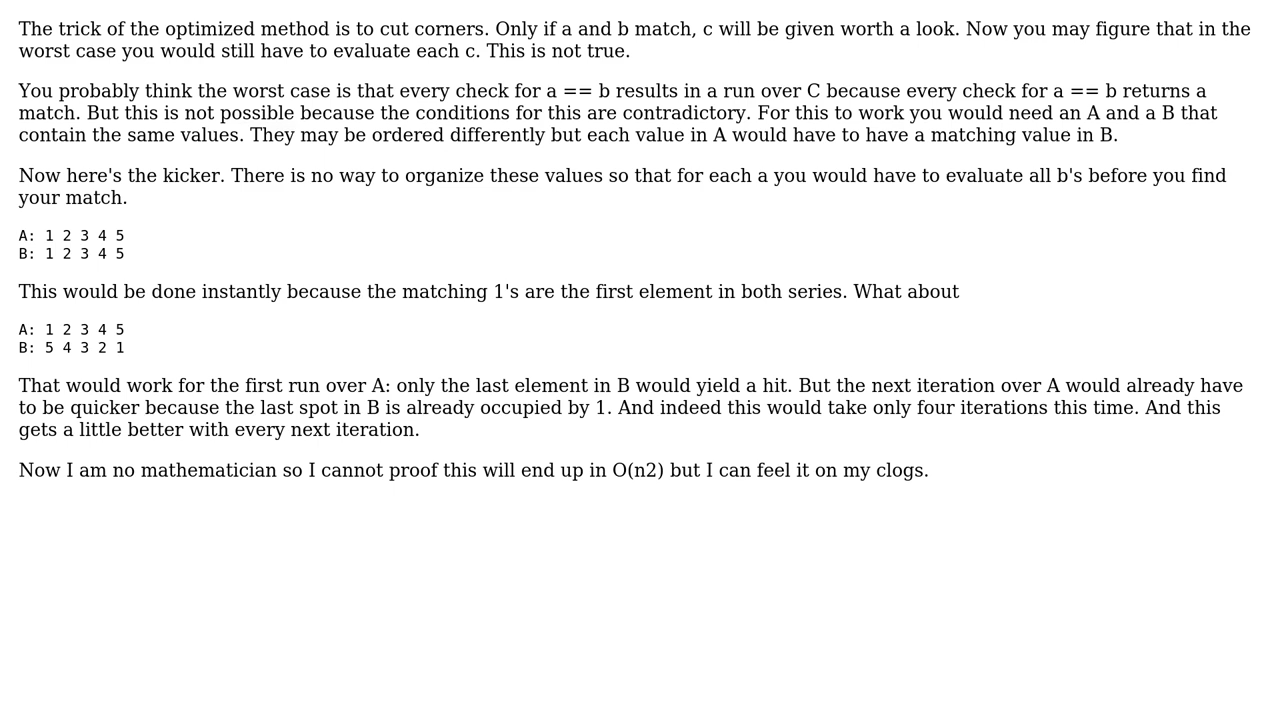 The trick of the optimized method is to cut corners. Only if a and b match, c will be given worth a look. Now you may figure that in the
worst case you would still have to evaluate each c. This is not true.
You probably think the worst case is that every check for a == b results in a run over C because every check for a == b returns a
match. But this is not possible because the conditions for this are contradictory. For this to work you would need an A and a B that
contain the same values. They may be ordered differently but each value in A would have to have a matching value in B.
Now here's the kicker. There is no way to organize these values so that for each a you would have to evaluate all b's before you find
your match.
A: 1 2 3 4 5
B: 1 2 3 4 5
This would be done instantly because the matching 1's are the first element in both series. What about
A: 1 2 3 4 5
B: 5 4 3 2 1
That would work for the first run over A: only the last element in B would yield a hit. But the next iteration over A would already have
to be quicker because the last spot in B is already occupied by 1. And indeed this would take only four iterations this time. And this
gets a little better with every next iteration.
Now I am no mathematician so I cannot proof this will end up in O(n2) but I can feel it on my clogs.